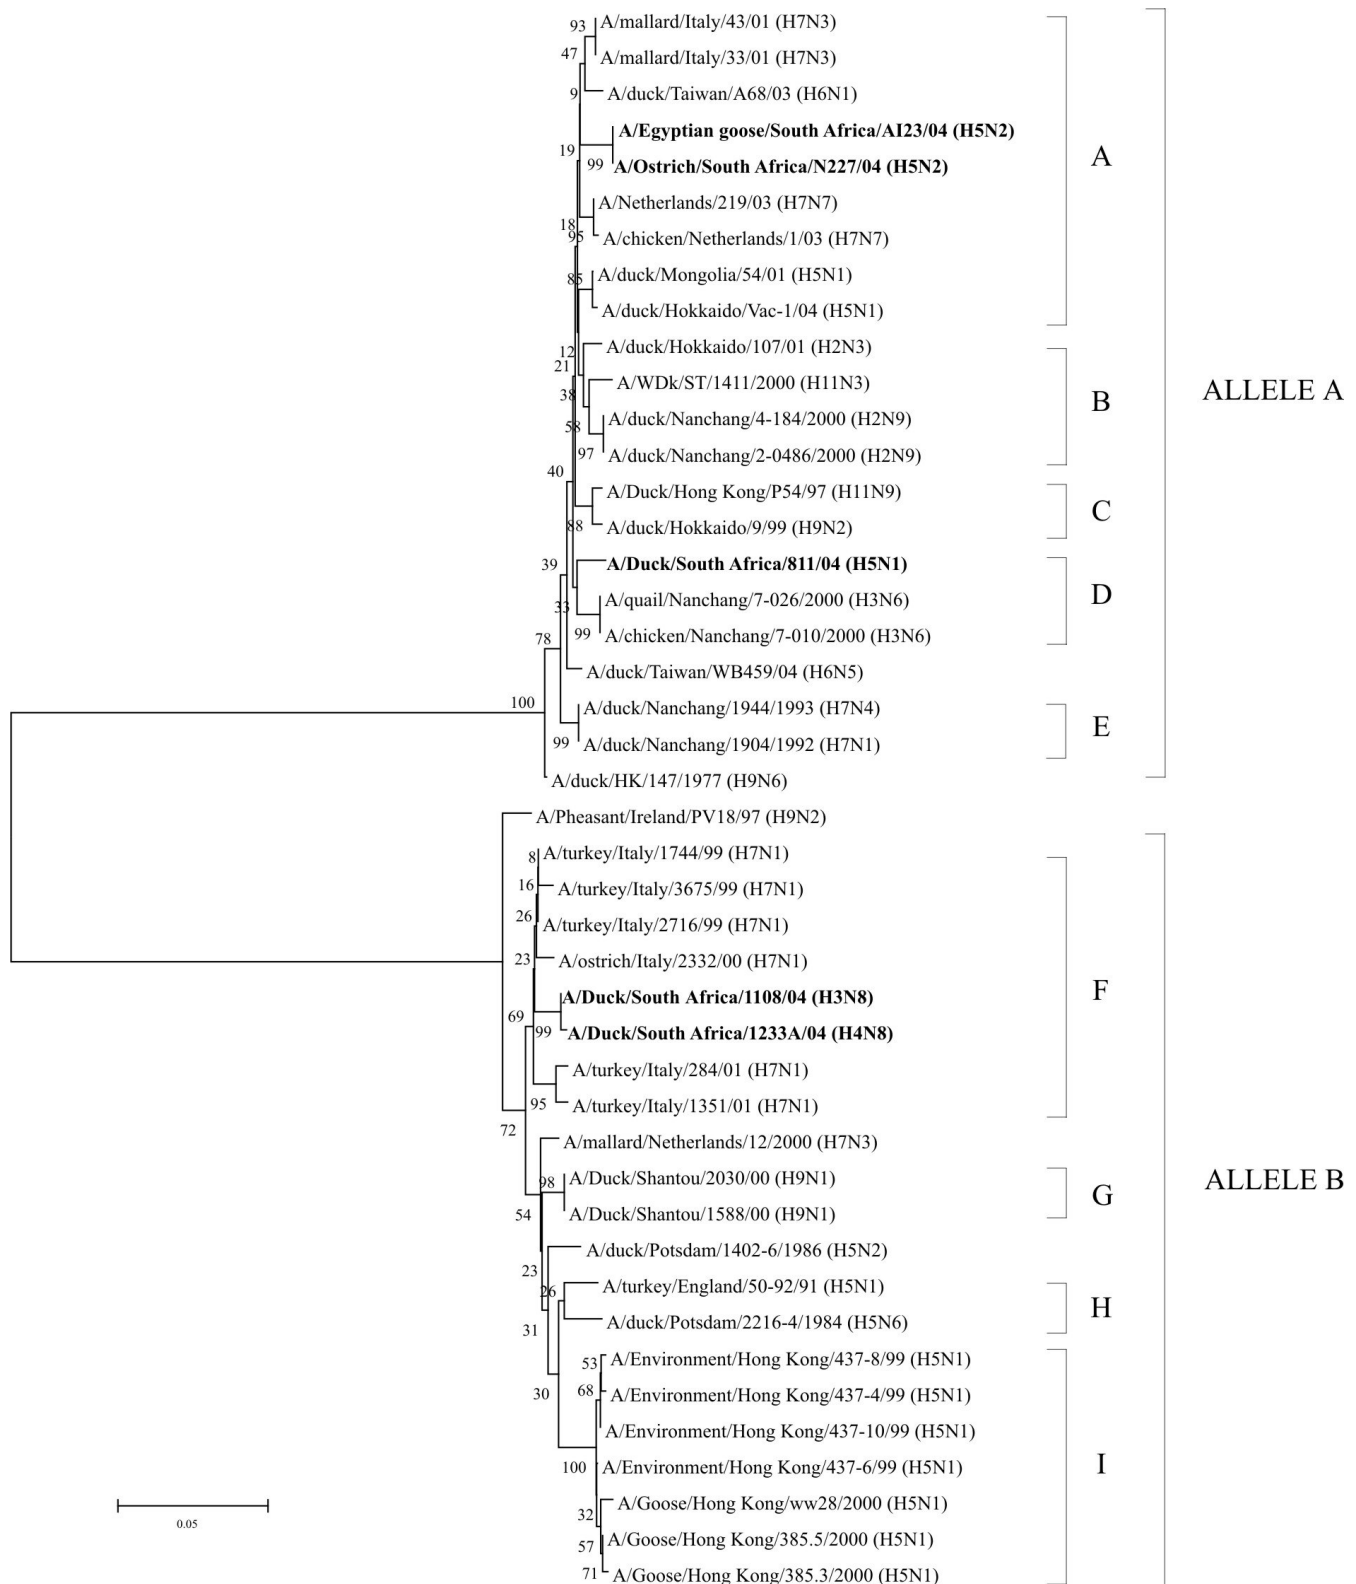 93
A/mallard/Italy/43/01 (H7N3)
47
A/mallard/Italy/33/01 (H7N3)
9
A/duck/Taiwan/A68/03 (H6N1)
A/Egyptian goose/South Africa/AI23/04 (H5N2)
19
99
A/Ostrich/South Africa/N227/04 (H5N2)
A
A/Netherlands/219/03 (H7N7)
18
95
A/chicken/Netherlands/1/03 (H7N7)
85
A/duck/Mongolia/54/01 (H5N1)
A/duck/Hokkaido/Vac-1/04 (H5N1)
12
A/duck/Hokkaido/107/01 (H2N3)
21
38
A/WDk/ST/1411/2000 (H11N3)
B
ALLELE A
58
A/duck/Nanchang/4-184/2000 (H2N9)
97
A/duck/Nanchang/2-0486/2000 (H2N9)
40
A/Duck/Hong Kong/P54/97 (H11N9)
C
88
A/duck/Hokkaido/9/99 (H9N2)
39
A/Duck/South Africa/811/04 (H5N1)
33
A/quail/Nanchang/7-026/2000 (H3N6)
D
78
99
A/chicken/Nanchang/7-010/2000 (H3N6)
A/duck/Taiwan/WB459/04 (H6N5)
100
A/duck/Nanchang/1944/1993 (H7N4)
E
99
A/duck/Nanchang/1904/1992 (H7N1)
A/duck/HK/147/1977 (H9N6)
A/Pheasant/Ireland/PV18/97 (H9N2)
8
A/turkey/Italy/1744/99 (H7N1)
16
A/turkey/Italy/3675/99 (H7N1)
26
A/turkey/Italy/2716/99 (H7N1)
23
A/ostrich/Italy/2332/00 (H7N1)
A/Duck/South Africa/1108/04 (H3N8)
F
69
99
A/Duck/South Africa/1233A/04 (H4N8)
A/turkey/Italy/284/01 (H7N1)
95
A/turkey/Italy/1351/01 (H7N1)
72
A/mallard/Netherlands/12/2000 (H7N3)
98
A/Duck/Shantou/2030/00 (H9N1)
G
ALLELE B
54
A/Duck/Shantou/1588/00 (H9N1)
A/duck/Potsdam/1402-6/1986 (H5N2)
23
26
A/turkey/England/50-92/91 (H5N1)
H
31
A/duck/Potsdam/2216-4/1984 (H5N6)
53
A/Environment/Hong Kong/437-8/99 (H5N1)
30
68
A/Environment/Hong Kong/437-4/99 (H5N1)
A/Environment/Hong Kong/437-10/99 (H5N1)
100
A/Environment/Hong Kong/437-6/99 (H5N1)
I
32
A/Goose/Hong Kong/ww28/2000 (H5N1)
57
A/Goose/Hong Kong/385.5/2000 (H5N1)
71
A/Goose/Hong Kong/385.3/2000 (H5N1)
0.05